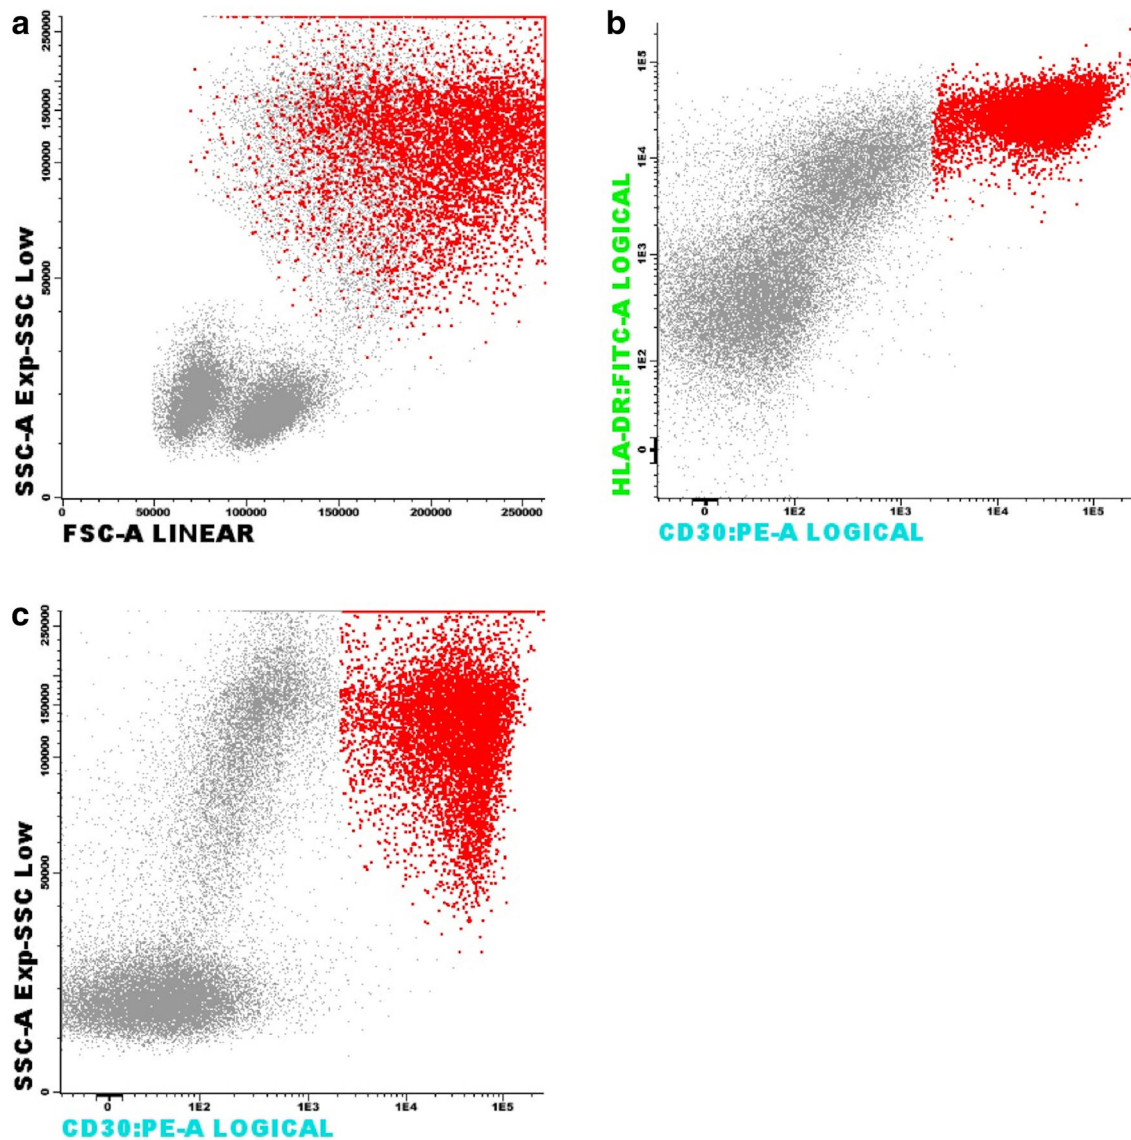 a
250000
150000
100000
50000
0
SSC-A Exp-SSC Low
0 50000 100000 150000 200000 250000
FSC-A LINEAR
b
1E5
1E4
1E3
1E2
0
HLA-DR:FITC-A LOGICAL
0 1E2 1E3 1E4 1E5
CD30:PE-A LOGICAL
c
250000
150000
100000
50000
0
SSC-A Exp-SSC Low
0 1E2 1E3 1E4 1E5
CD30:PE-A LOGICAL